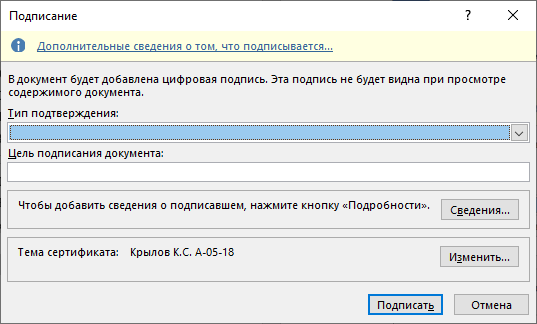 Подписание
Дополнительные сведения о том, что подписывается...
В документ будет добавлена цифровая подпись. Эта подпись не будет видна при просмотре
содержимого документа.
Тип подтверждения:
Цель подписания документа:
Чтобы добавить сведения о подписавшем, нажмите кнопку «Подробности».
Сведения...
Тема сертификата: Крылов К.С. А-05-18
Изменить...
Подписать
Отмена